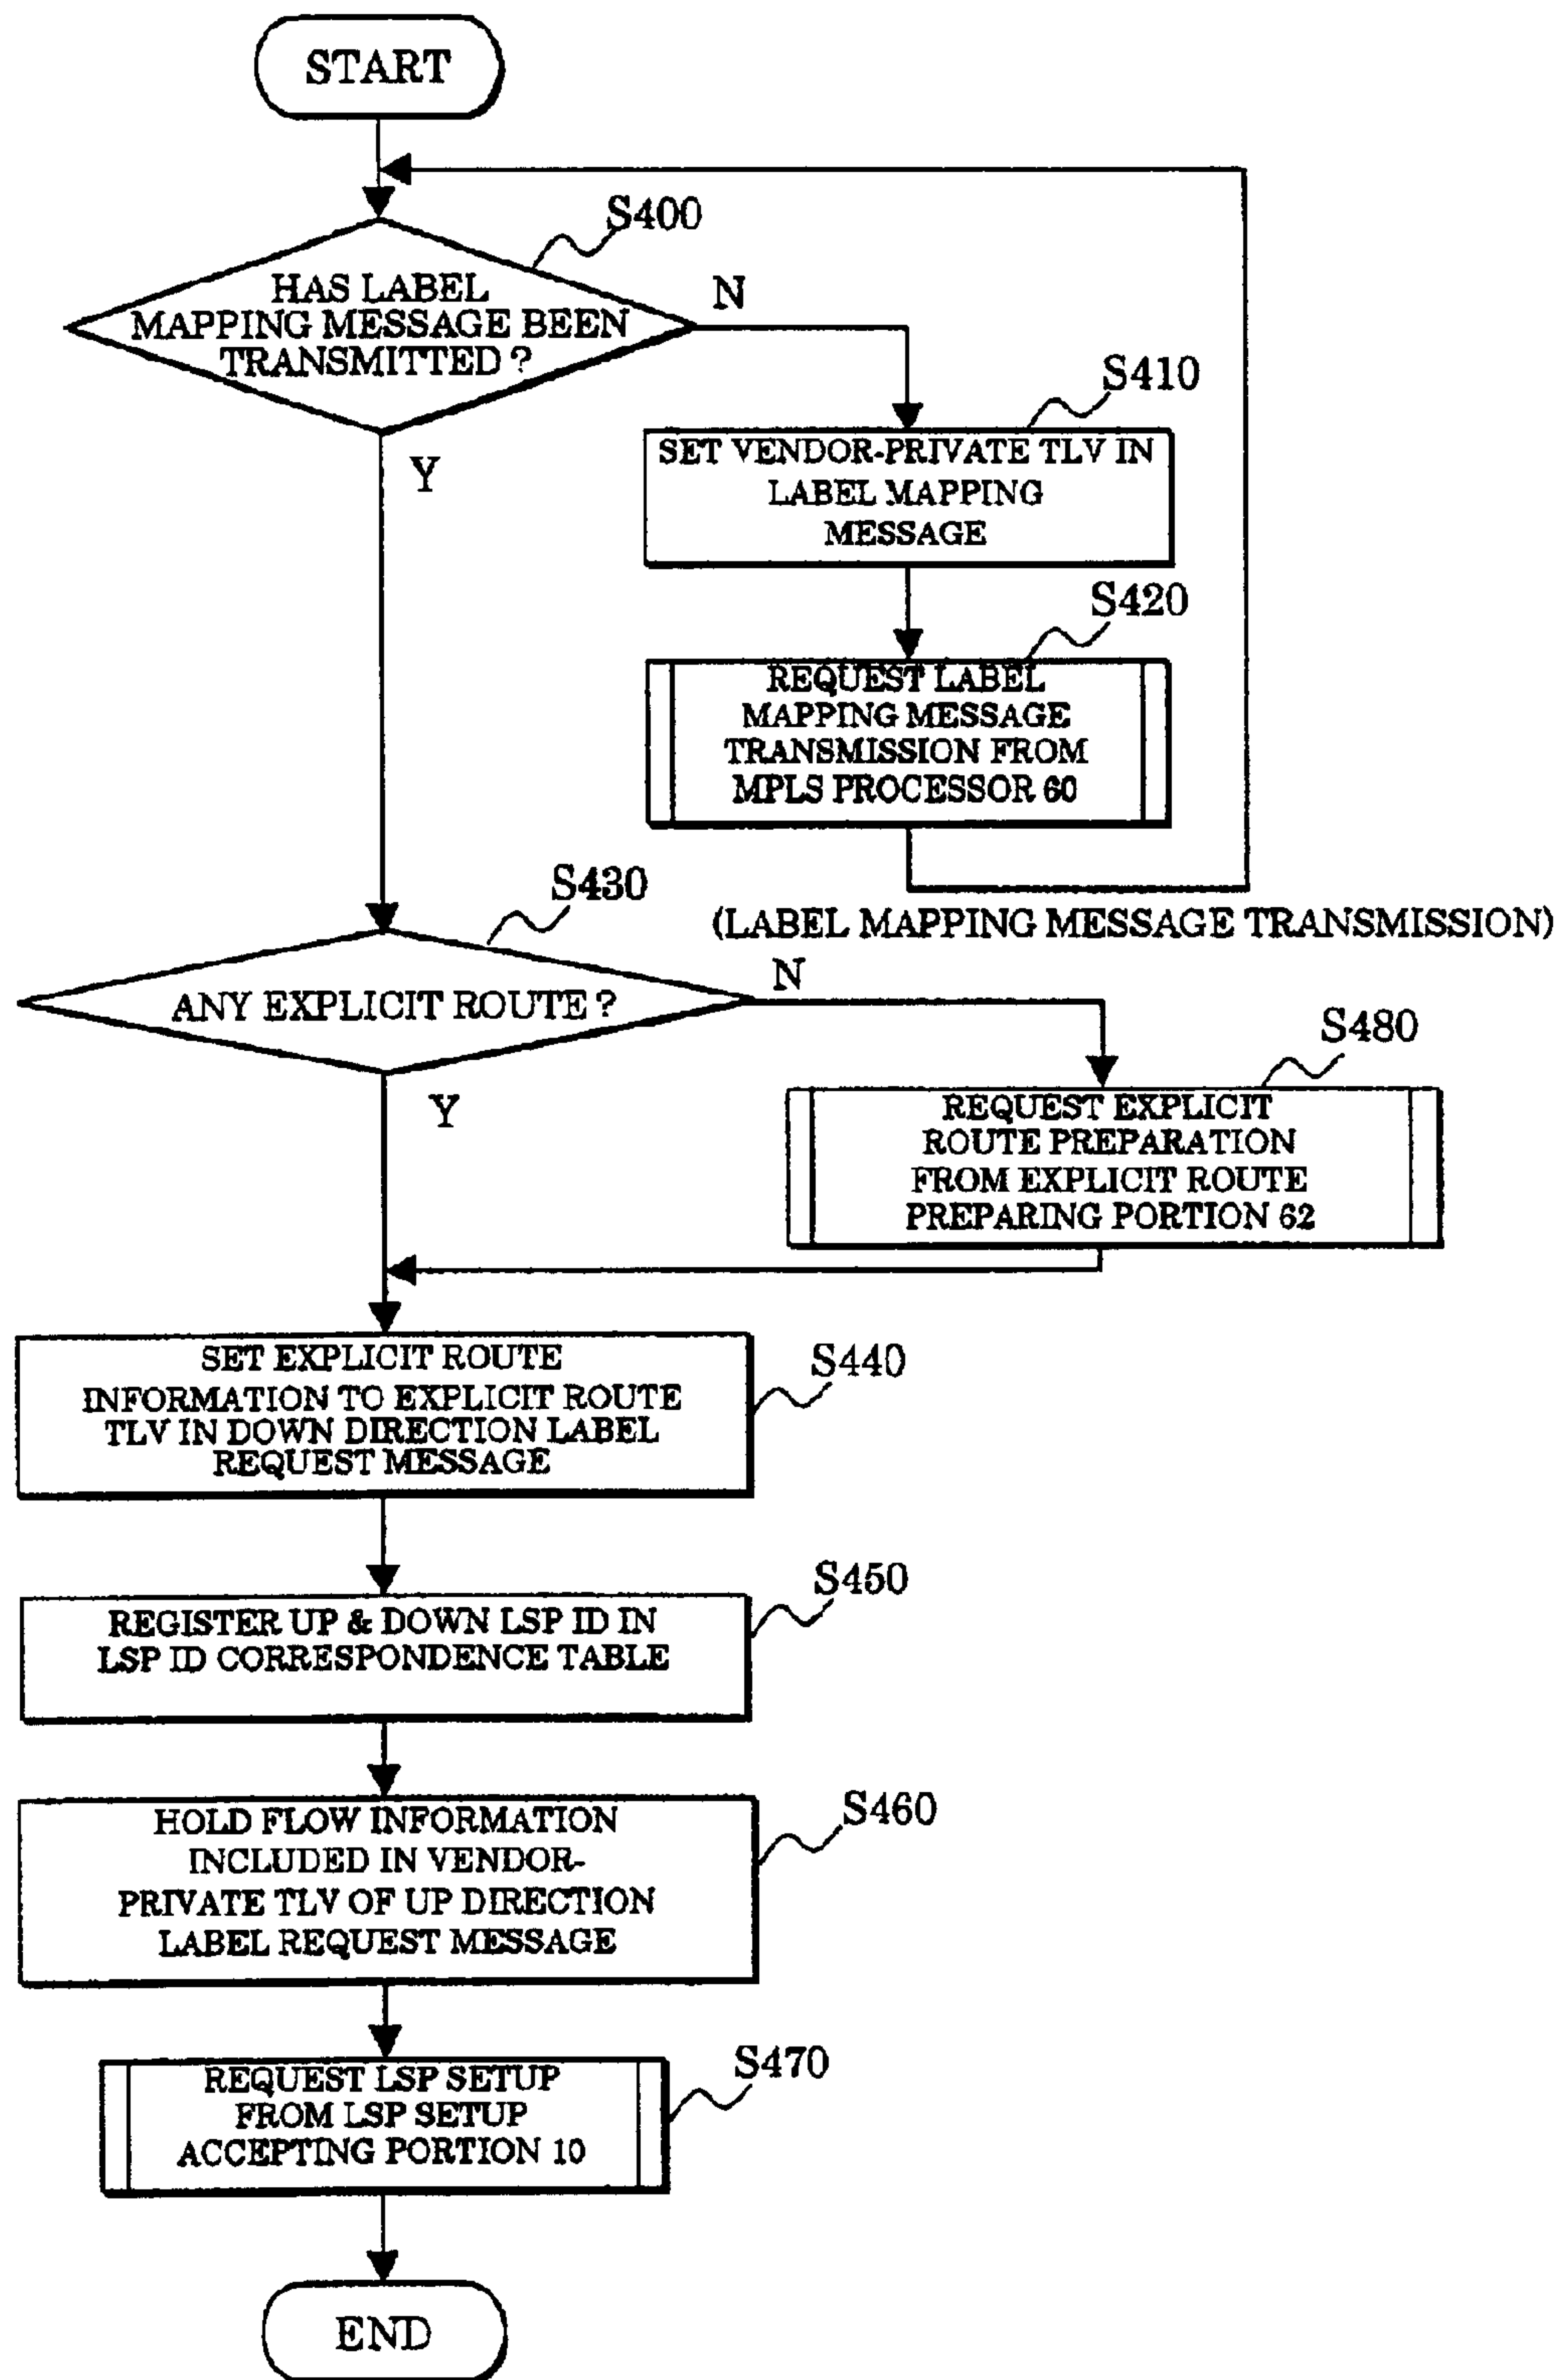 START
S400
HAS LABEL
MAPPING MESSAGE BEEN
TRANSMITTED ?
N
Y
S410
SET VENDOR-PRIVATE TLV IN
LABEL MAPPING
MESSAGE
S420
REQUEST LABEL
MAPPING MESSAGE
TRANSMISSION FROM
MPLS PROCESSOR 60
(LABEL MAPPING MESSAGE TRANSMISSION)
S430
ANY EXPLICIT ROUTE ?
N
Y
S480
REQUEST EXPLICIT
ROUTE PREPARATION
FROM EXPLICIT ROUTE
PREPARING PORTION 62
S440
SET EXPLICIT ROUTE
INFORMATION TO EXPLICIT ROUTE
TLV IN DOWN DIRECTION LABEL
REQUEST MESSAGE
S450
REGISTER UP & DOWN LSP ID IN
LSP ID CORRESPONDENCE TABLE
S460
HOLD FLOW INFORMATION
INCLUDED IN VENDOR-
PRIVATE TLV OF UP DIRECTION
LABEL REQUEST MESSAGE
S470
REQUEST LSP SETUP
FROM LSP SETUP
ACCEPTING PORTION 10
END